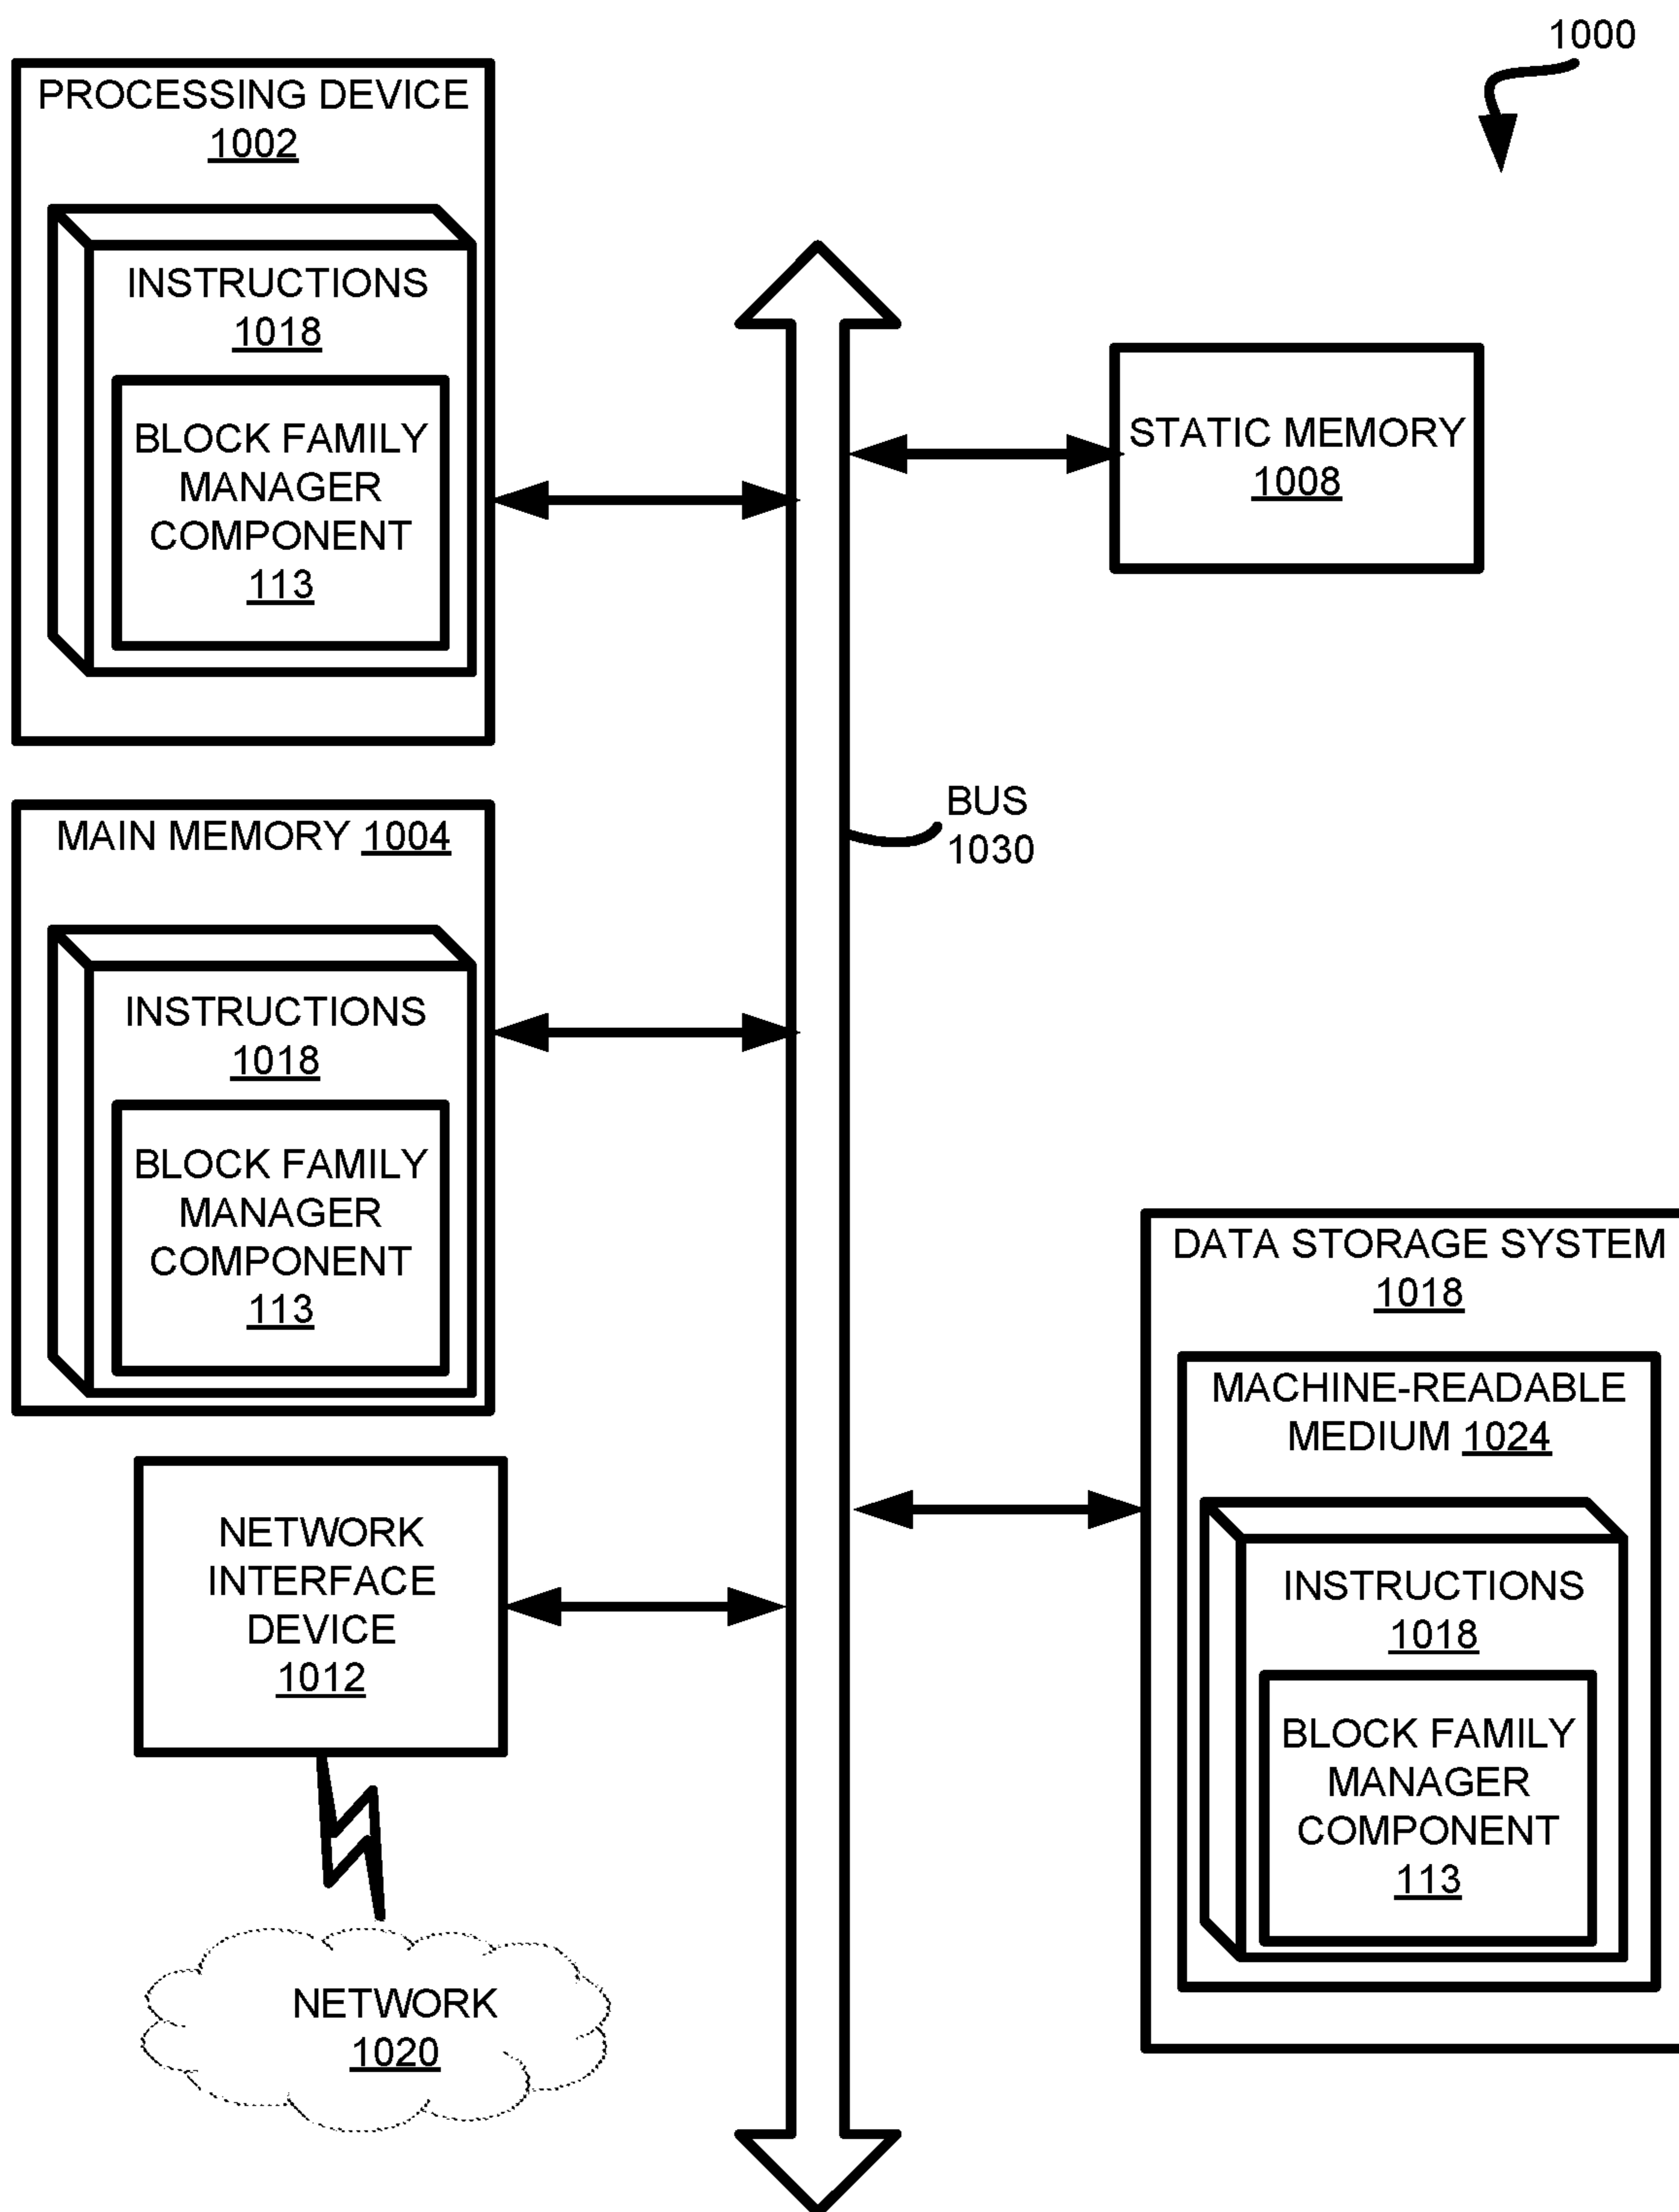 1000
PROCESSING DEVICE
1002
INSTRUCTIONS
1018
BLOCK FAMILY
MANAGER
COMPONENT
113
STATIC MEMORY
1008
BUS
1030
MAIN MEMORY 1004
INSTRUCTIONS
1018
BLOCK FAMILY
MANAGER
COMPONENT
113
DATA STORAGE SYSTEM
1018
MACHINE-READABLE
MEDIUM 1024
INSTRUCTIONS
1018
BLOCK FAMILY
MANAGER
COMPONENT
113
NETWORK
INTERFACE
DEVICE
1012
NETWORK
1020